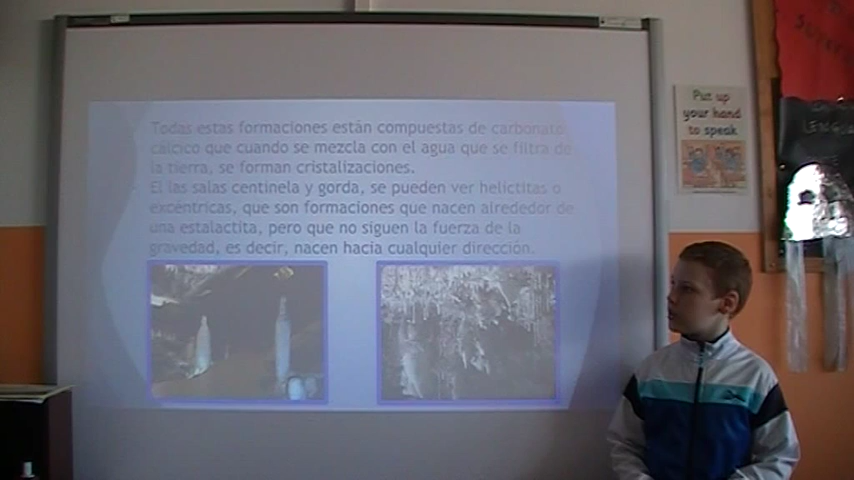 Todas estas formaciones están compuestas de carbonato
cálcico que cuando se mezcla con el agua que se filtra de
la tierra, se forman cristalizaciones.
El las salas centinela y gorda, se pueden ver helictitas o
excéntricas, que son formaciones que nacen alrededor de
una estalactita, pero que no siguen la fuerza de la
gravedad, es decir, nacen hacia cualquier dirección.
Put up
your hand
to speak